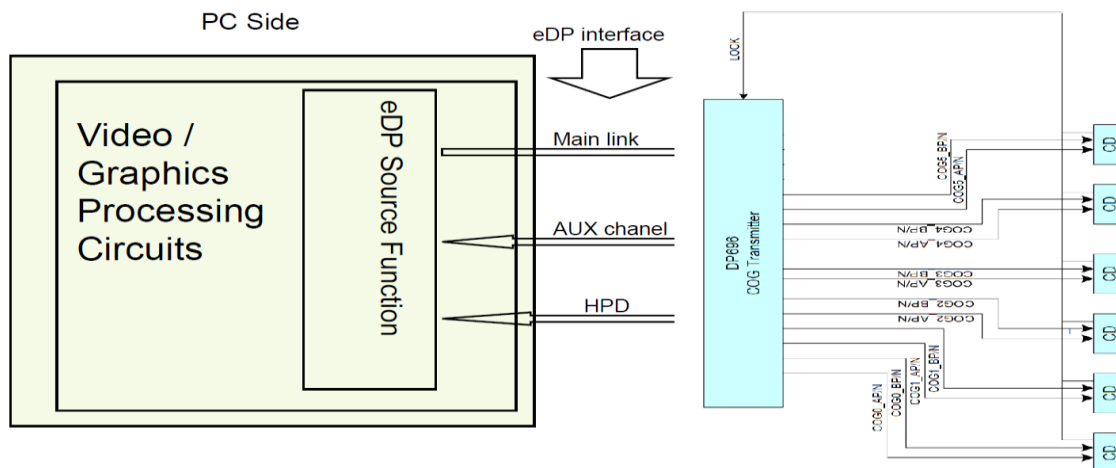 PC Side
eDP interface
Video /
Graphics
Processing
Circuits
eDP Source Function
Main link
AUX chanel
HPD
LOCK
DP696
COG Transmitter
COG5_BP/N
COG5_AP/N
COG4_BP/N
COG4_AP/N
COG3_BP/N
COG3_AP/N
COG2_BP/N
COG2_AP/N
COG1_BP/N
COG1_AP/N
COG0_BP/N
COG0_AP/N
CD
CD
CD
CD
CD
CD